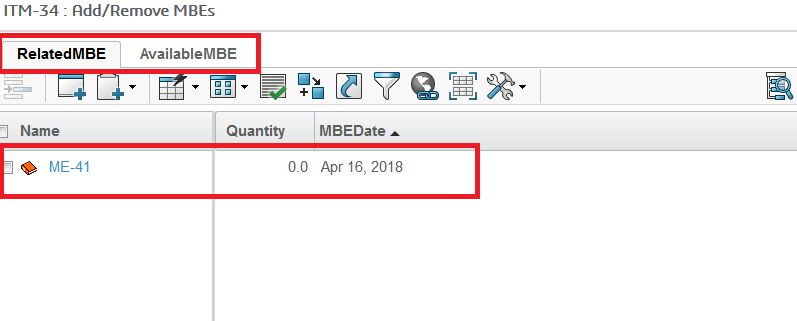 ITM-34 : Add/Remove MBEs
RelatedMBE AvailableMBE
Name Quantity MBEDate
ME-41 0.0 Apr 16, 2018